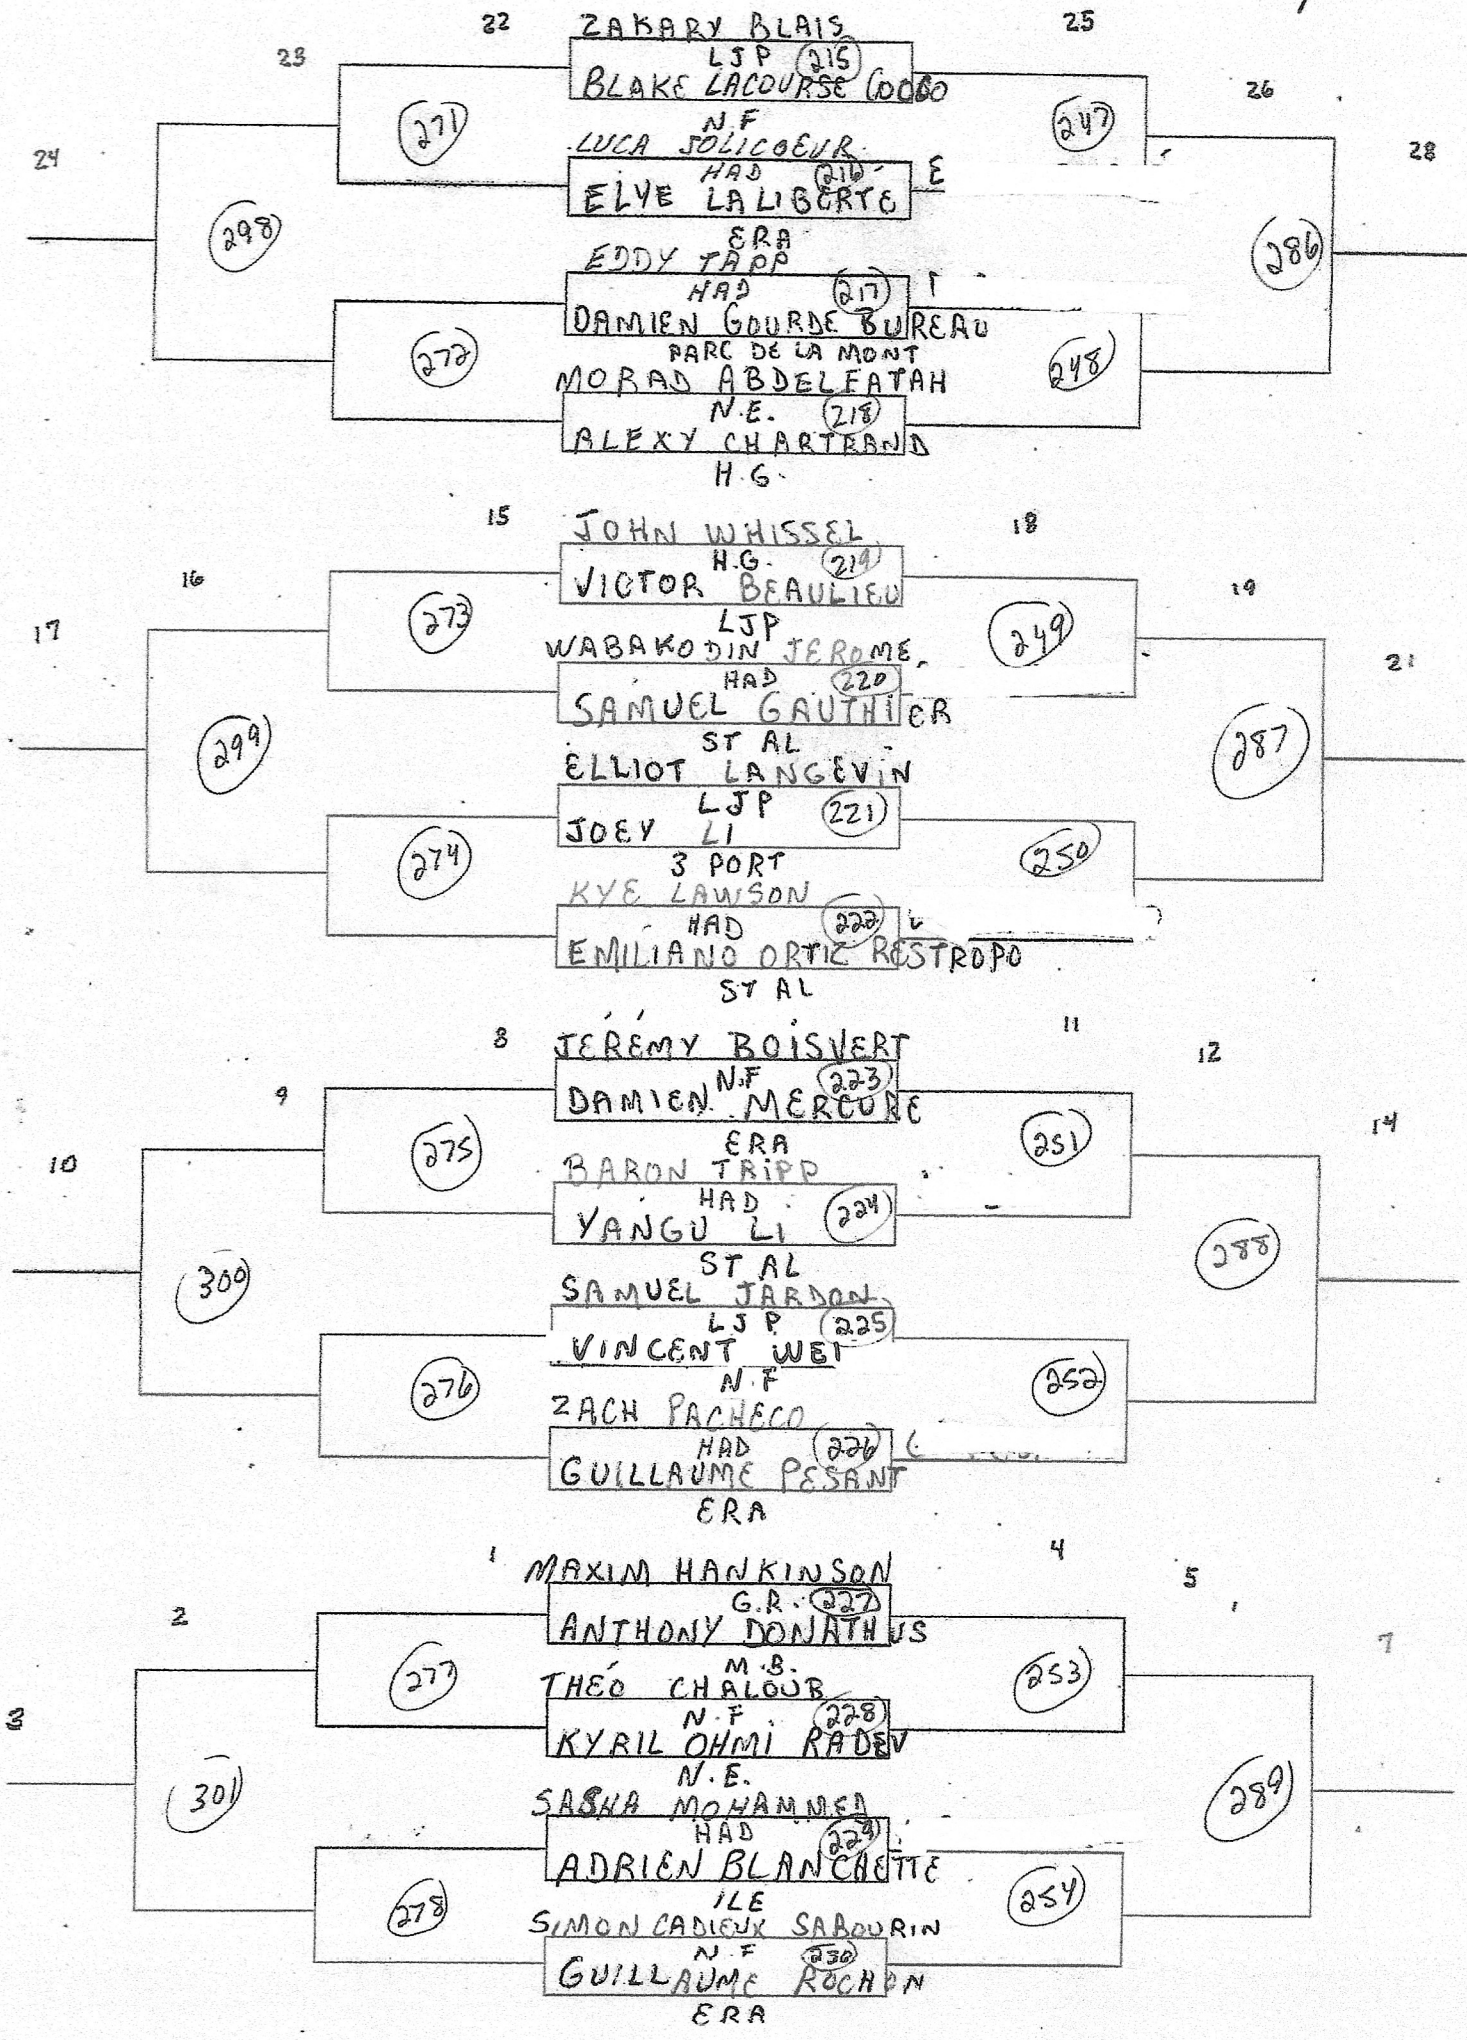 22
ZAKARY BLAIS
25
23
LJP 215
BLAKE LACOURSE
26
271
N.F
247
24
LUCA JOLICOEUR
28
HAD 216
E
ELYE LALIBERTE
298
ERA
286
EDDY TAPP
HAD 217
DAMIEN GOURDE BUREAU
272
PARC DE LA MONT
248
MORAD ABDELFATAH
N.E. 218
ALEXY CHARTRAND
H.G.
15
JOHN WHISSEL
18
16
H.G. 219
19
VICTOR BEAULIEU
17
273
LJP
249
21
WABAKODIN JEROME
HAD 220
SAMUEL GAUTHIER
299
ST AL
287
ELLIOT LANGEVIN
LJP 221
JOEY LI
274
3 PORT
250
KYE LAWSON
HAD 222
EMILIANO ORTIZ RESTROPO
ST AL
8
JÉRÉMY BOISVERT
11
9
N.F 223
12
DAMIEN MERCURE
10
275
ERA
251
14
BARON TRIPP
HAD 224
YANGU LI
300
ST AL
288
SAMUEL JARDON
LJP 225
VINCENT WEI
276
N.F
252
ZACH PACHECO
HAD 226
GUILLAUME PESANT
ERA
1
MAXIM HANKINSON
4
2
G.R. 227
5
ANTHONY DONATHUS
3
277
M.B.
253
7
THÉO CHALOUB
N.F 228
KYRIL OHMI RADEV
301
N.E.
289
SASHA MOHAMMED
HAD 229
ADRIEN BLANCHETTE
278
ILE
254
SIMON CADIEUX SABOURIN
N.F 230
GUILLAUME ROCHON
ERA